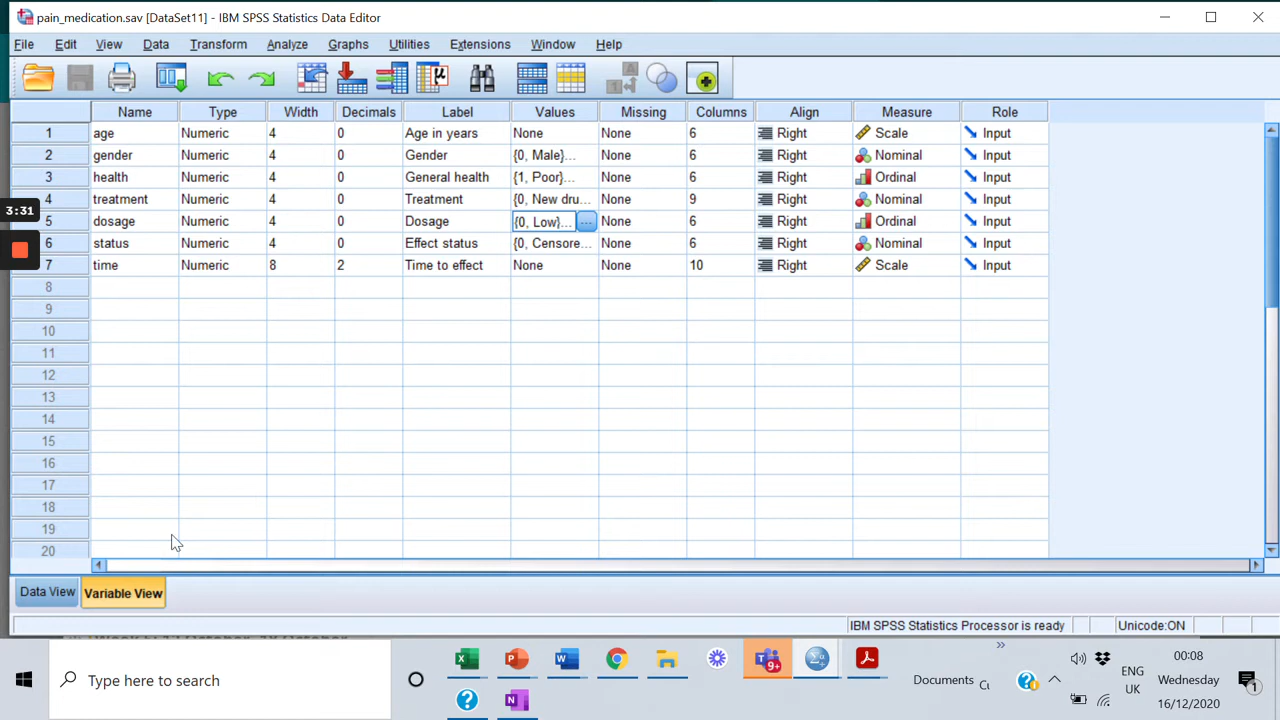 pain_medication.sav [DataSet11] - IBM SPSS Statistics Data Editor
File Edit View Data Transform Analyze Graphs Utilities Extensions Window Help
Name Type Width Decimals Label Values Missing Columns Align Measure Role
1 age Numeric 4 0 Age in years None None 6 Right Scale Input
2 gender Numeric 4 0 Gender {0, Male}... None 6 Right Nominal Input
3 health Numeric 4 0 General health {1, Poor}... None 6 Right Ordinal Input
4 treatment Numeric 4 0 Treatment {0, New dru... None 9 Right Nominal Input
3:31
5 dosage Numeric 4 0 Dosage {0, Low}... ... None 6 Right Ordinal Input
6 status Numeric 4 0 Effect status {0, Censore... None 6 Right Nominal Input
7 time Numeric 8 2 Time to effect None None 10 Right Scale Input
8
9
10
11
12
13
14
15
16
17
18
19
20
Data View Variable View
IBM SPSS Statistics Processor is ready Unicode:ON
Type here to search
9+
Documents
ENG
UK
00:08
Wednesday
16/12/2020
1